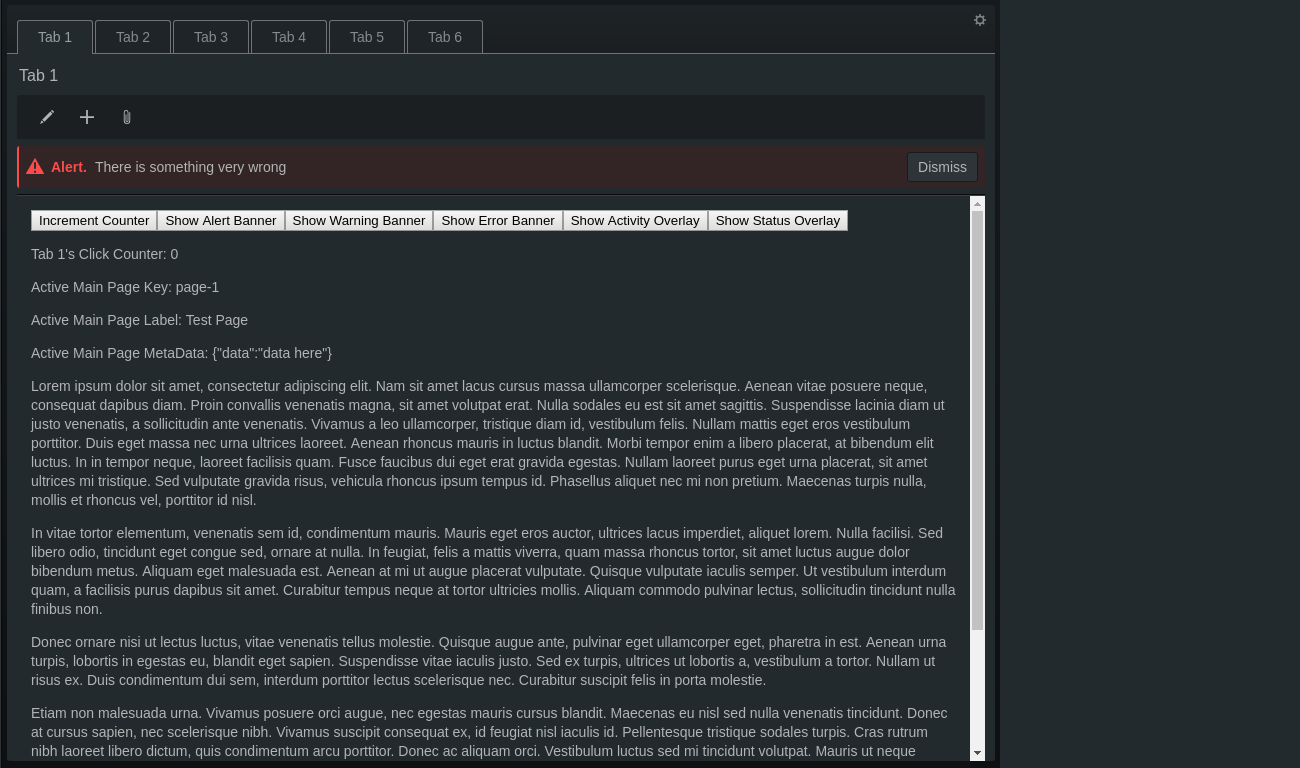 Tab 1 Tab 2 Tab 3 Tab 4 Tab 5 Tab 6
Tab 1
Alert. There is something very wrong Dismiss
Increment Counter Show Alert Banner Show Warning Banner Show Error Banner Show Activity Overlay Show Status Overlay
Tab 1's Click Counter: 0
Active Main Page Key: page-1
Active Main Page Label: Test Page
Active Main Page MetaData: {"data":"data here"}
Lorem ipsum dolor sit amet, consectetur adipiscing elit. Nam sit amet lacus cursus massa ullamcorper scelerisque. Aenean vitae posuere neque,
consequat dapibus diam. Proin convallis venenatis magna, sit amet volutpat erat. Nulla sodales eu est sit amet sagittis. Suspendisse lacinia diam ut
justo venenatis, a sollicitudin ante venenatis. Vivamus a leo ullamcorper, tristique diam id, vestibulum felis. Nullam mattis eget eros vestibulum
porttitor. Duis eget massa nec urna ultrices laoreet. Aenean rhoncus mauris in luctus blandit. Morbi tempor enim a libero placerat, at bibendum elit
luctus. In in tempor neque, laoreet facilisis quam. Fusce faucibus dui eget erat gravida egestas. Nullam laoreet purus eget urna placerat, sit amet
ultrices mi tristique. Sed vulputate gravida risus, vehicula rhoncus ipsum tempus id. Phasellus aliquet nec mi non pretium. Maecenas turpis nulla,
mollis et rhoncus vel, porttitor id nisl.
In vitae tortor elementum, venenatis sem id, condimentum mauris. Mauris eget eros auctor, ultrices lacus imperdiet, aliquet lorem. Nulla facilisi. Sed
libero odio, tincidunt eget congue sed, ornare at nulla. In feugiat, felis a mattis viverra, quam massa rhoncus tortor, sit amet luctus augue dolor
bibendum metus. Aliquam eget malesuada est. Aenean at mi ut augue placerat vulputate. Quisque vulputate iaculis semper. Ut vestibulum interdum
quam, a facilisis purus dapibus sit amet. Curabitur tempus neque at tortor ultricies mollis. Aliquam commodo pulvinar lectus, sollicitudin tincidunt nulla
finibus non.
Donec ornare nisi ut lectus luctus, vitae venenatis tellus molestie. Quisque augue ante, pulvinar eget ullamcorper eget, pharetra in est. Aenean urna
turpis, lobortis in egestas eu, blandit eget sapien. Suspendisse vitae iaculis justo. Sed ex turpis, ultrices ut lobortis a, vestibulum a tortor. Nullam ut
risus ex. Duis condimentum dui sem, interdum porttitor lectus scelerisque nec. Curabitur suscipit felis in porta molestie.
Etiam non malesuada urna. Vivamus posuere orci augue, nec egestas mauris cursus blandit. Maecenas eu nisl sed nulla venenatis tincidunt. Donec
at cursus sapien, nec scelerisque nibh. Vivamus suscipit consequat ex, id feugiat nisl iaculis id. Pellentesque tristique sodales turpis. Cras rutrum
nibh laoreet libero dictum, quis condimentum arcu porttitor. Donec ac aliquam orci. Vestibulum luctus sed mi tincidunt volutpat. Mauris ut neque